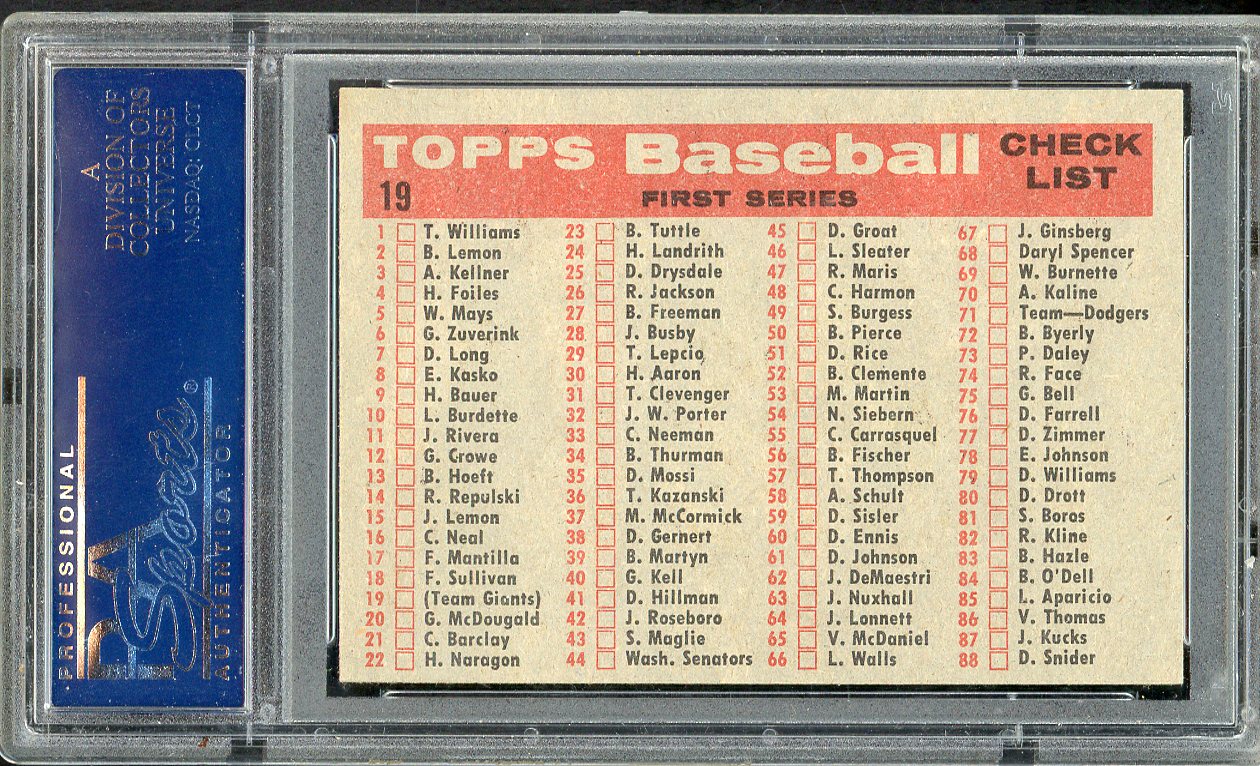 A
DIVISION OF
COLLECTORS
UNIVERSE
NASDAQ: CLCT
PROFESSIONAL
PSA
Sports ®
AUTHENTICATOR
TOPPS Baseball
CHECK
LIST
19
FIRST SERIES
1 T. Williams
2 B. Lemon
3 A. Kellner
4 H. Foiles
5 W. Mays
6 G. Zuverink
7 D. Long
8 E. Kasko
9 H. Bauer
10 L. Burdette
11 J. Rivera
12 G. Crowe
13 B. Hoeft
14 R. Repulski
15 J. Lemon
16 C. Neal
17 F. Mantilla
18 F. Sullivan
19 (Team Giants)
20 G. McDougald
21 C. Barclay
22 H. Naragon
23 B. Tuttle
24 H. Landrith
25 D. Drysdale
26 R. Jackson
27 B. Freeman
28 J. Busby
29 T. Lepcio
30 H. Aaron
31 T. Clevenger
32 J. W. Porter
33 C. Neeman
34 B. Thurman
35 D. Mossi
36 T. Kazanski
37 M. McCormick
38 D. Gernert
39 B. Martyn
40 G. Kell
41 D. Hillman
42 J. Roseboro
43 S. Maglie
44 Wash. Senators
45 D. Groat
46 L. Sleater
47 R. Maris
48 C. Harmon
49 S. Burgess
50 B. Pierce
51 D. Rice
52 B. Clemente
53 M. Martin
54 N. Siebern
55 C. Carrasquel
56 B. Fischer
57 T. Thompson
58 A. Schult
59 D. Sisler
60 D. Ennis
61 D. Johnson
62 J. DeMaestri
63 J. Nuxhall
64 J. Lonnett
65 V. McDaniel
66 L. Walls
67 J. Ginsberg
68 Daryl Spencer
69 W. Burnette
70 A. Kaline
71 Team—Dodgers
72 B. Byerly
73 P. Daley
74 R. Face
75 G. Bell
76 D. Farrell
77 D. Zimmer
78 E. Johnson
79 D. Williams
80 D. Drott
81 S. Boros
82 R. Kline
83 B. Hazle
84 B. O'Dell
85 L. Aparicio
86 V. Thomas
87 J. Kucks
88 D. Snider